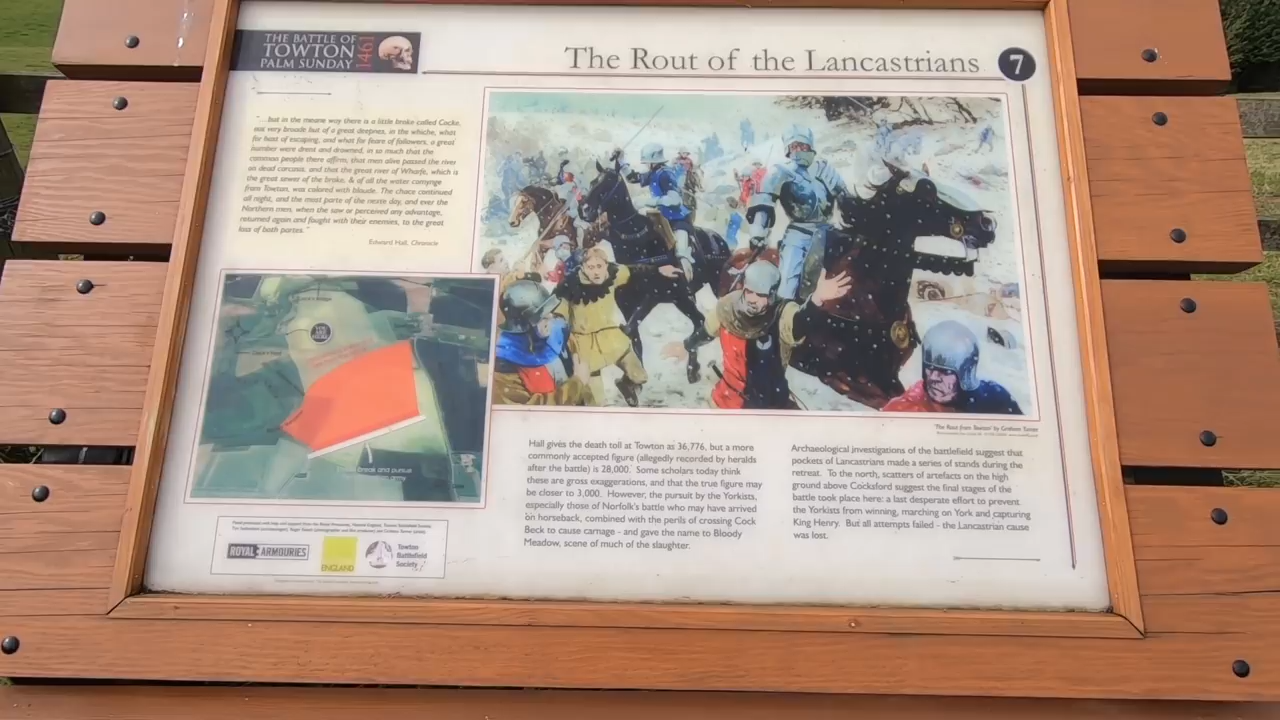 THE BATTLE OF
TOWTON
PALM SUNDAY
1461
The Rout of the Lancastrians
7
"....but in the meane way there is a little broke called Cocke,
not very broade but of a great deepnes, in the whiche, what
for hast of escaping, and what for feare of followers, a great
number were drent and drowned, in so much that the
common people there affirm, that men alive passed the river
on dead carcasis, and that the great river of Wharfe, which is
the great sewer of the broke, & of all the water comynge
from Towton, was colored with bloude. The chace continued
all night, and the most parte of the nexte day, and ever the
Northren men, when the saw or perceived any advantage,
returned again and fought with their enemies, to the great
loss of both partes."
Edward Hall, Chronicle
YOU
ARE
HERE
break and pursue
'The Rout from Towton' by Graham Turner
Hall gives the death toll at Towton as 36,776, but a more
commonly accepted figure (allegedly recorded by heralds
after the battle) is 28,000. Some scholars today think
these are gross exaggerations, and that the true figure may
be closer to 3,000. However, the pursuit by the Yorkists,
especially those of Norfolk's battle who may have arrived
on horseback, combined with the perils of crossing Cock
Beck to cause carnage - and gave the name to Bloody
Meadow, scene of much of the slaughter.
Archaeological investigations of the battlefield suggest that
pockets of Lancastrians made a series of stands during the
retreat. To the north, scatters of artefacts on the high
ground above Cocksford suggest the final stages of the
battle took place here: a last desperate effort to prevent
the Yorkists from winning, marching on York and capturing
King Henry. But all attempts failed - the Lancastrian cause
was lost.
ROYAL ARMOURIES
ENGLAND
Towton
Battlefield
Society